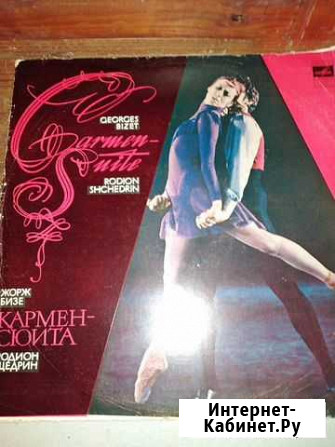 GEORGES
BIZET
Carmen-
Suite
RODION
SHCHEDRIN
ЖОРЖ
БИЗЕ
КАРМЕН-
СЮИТА
РОДИОН
ЩЕДРИН
Интернет-
Кабинет.Ру